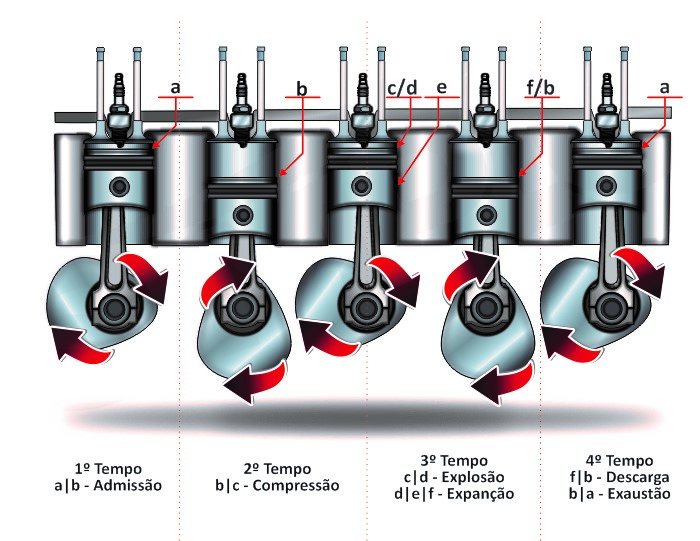 a
b
c/d
e
f/b
a
1º Tempo
a|b - Admissão
2º Tempo
b|c - Compressão
3º Tempo
c|d - Explosão
d|e|f - Expanção
4º Tempo
f|b - Descarga
b|a - Exaustão